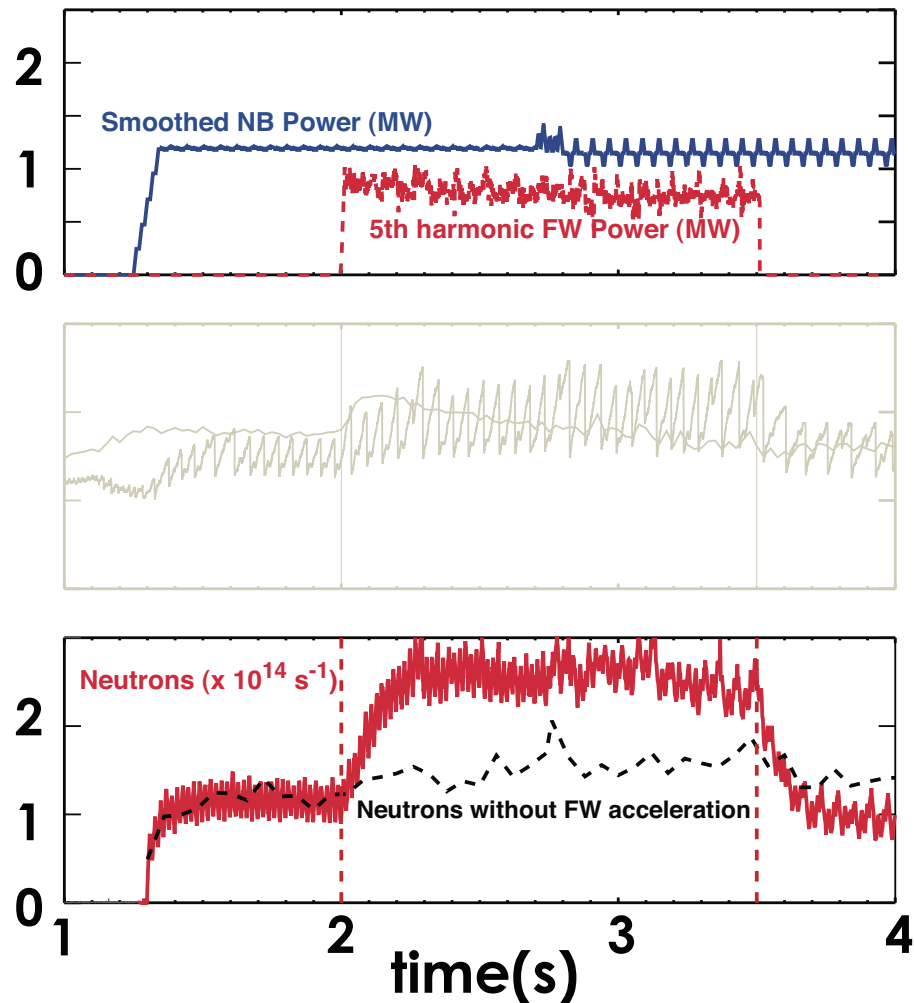 2
Smoothed NB Power (MW)
1
5th harmonic FW Power (MW)
0
Neutrons (x 10¹⁴ s⁻¹)
2
1
Neutrons without FW acceleration
0
1 2 3 4
time(s)